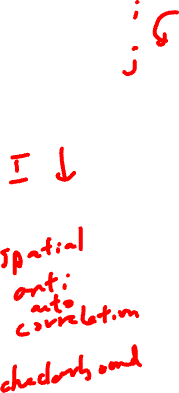 i
j
I ↓
spatial
anti
auto
correlation
checkerboard